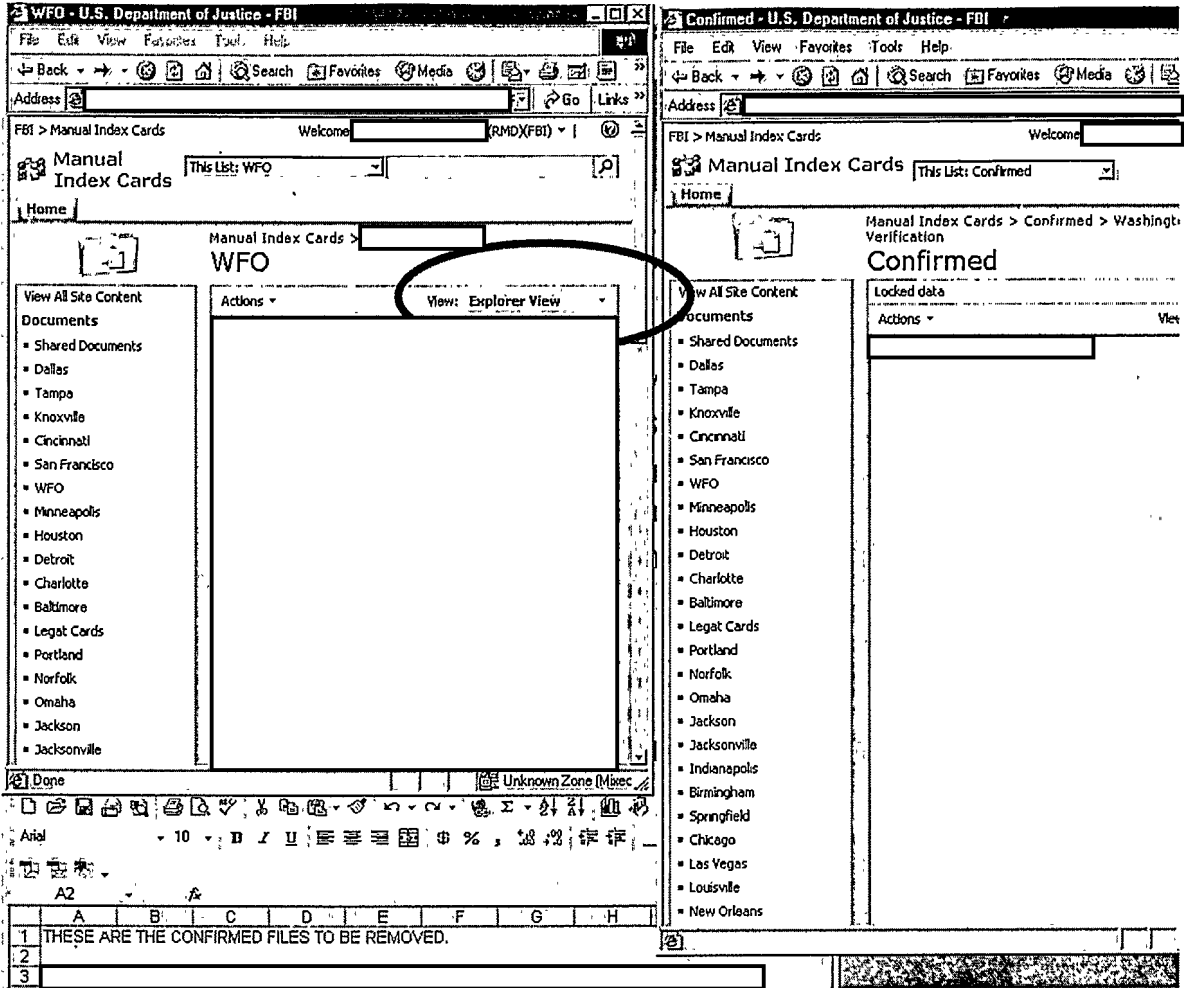 WFO - U.S. Department of Justice - FBI
File Edit View Favorites Tools Help
Back Search Favorites Media
Address Go Links
FBI > Manual Index Cards Welcome (RMD)(FBI)
Manual Index Cards
This List: WFO
Home
Manual Index Cards >
WFO
View All Site Content
Actions View: Explorer View
Documents
Shared Documents
Dallas
Tampa
Knoxville
Cincinnati
San Francisco
WFO
Minneapolis
Houston
Detroit
Charlotte
Baltimore
Legat Cards
Portland
Norfolk
Omaha
Jackson
Jacksonville
Done Unknown Zone (Mixec
Arial 10 B I U $ % ,
A2 fx
A B C D E F G H
1 THESE ARE THE CONFIRMED FILES TO BE REMOVED.
2
3
Confirmed - U.S. Department of Justice - FBI
File Edit View Favorites Tools Help
Back Search Favorites Media
Address
FBI > Manual Index Cards Welcome
Manual Index Cards
This List: Confirmed
Home
Manual Index Cards > Confirmed > Washingt
Verification
Confirmed
View All Site Content
Locked data
Documents
Actions Vie
Shared Documents
Dallas
Tampa
Knoxville
Cincinnati
San Francisco
WFO
Minneapolis
Houston
Detroit
Charlotte
Baltimore
Legat Cards
Portland
Norfolk
Omaha
Jackson
Jacksonville
Indianapolis
Birmingham
Springfield
Chicago
Las Vegas
Louisville
New Orleans